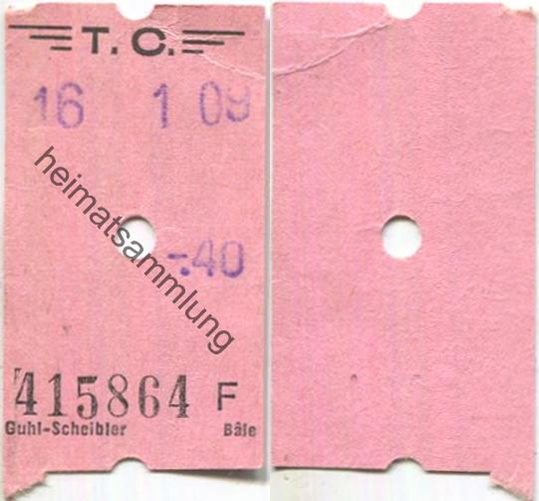 T. C.
16 1 09
heimatsammlung
-.40
415864 F
Guhl-Scheibler Bâle